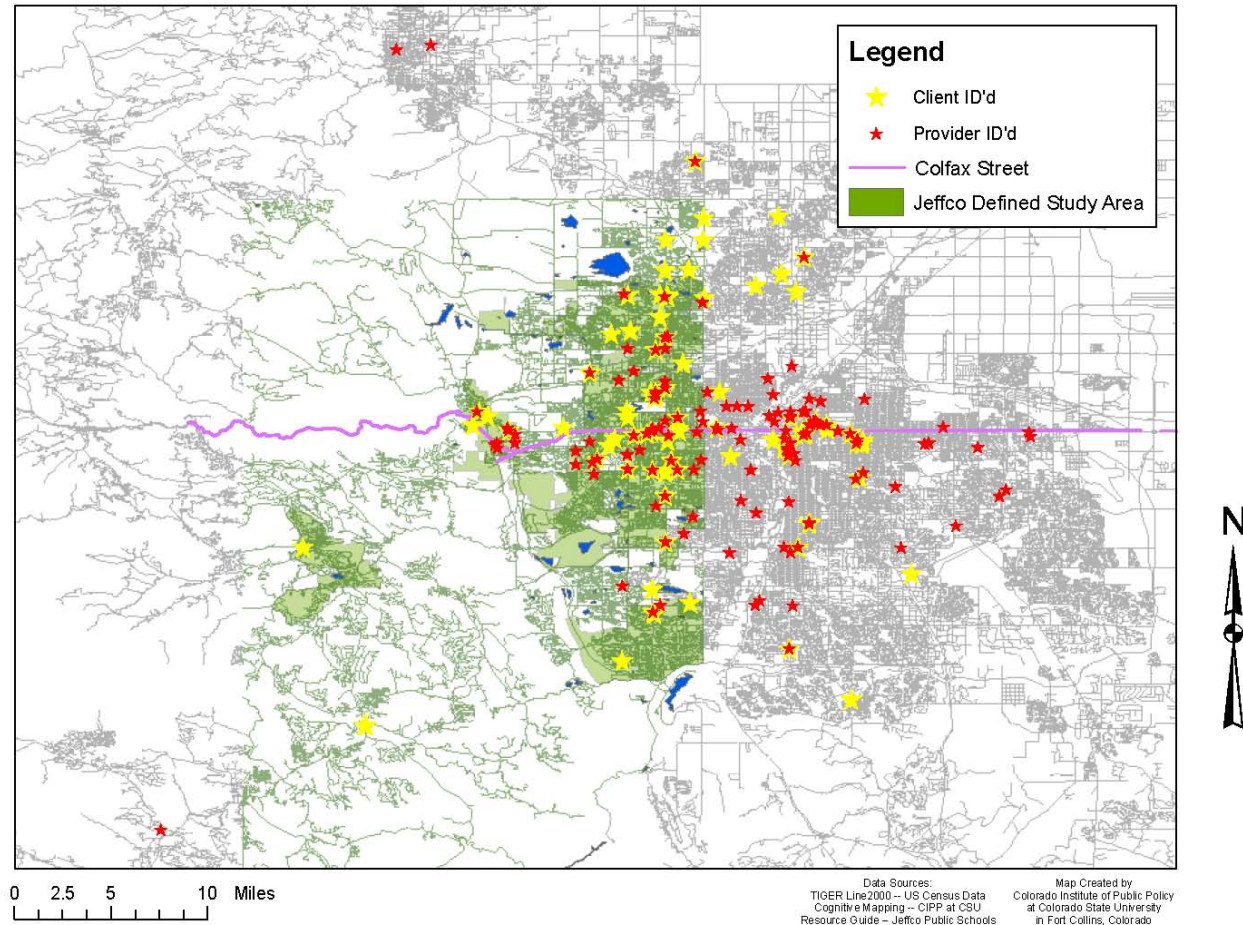 Legend
Client ID'd
Provider ID'd
Colfax Street
Jeffco Defined Study Area
N
0 2.5 5 10 Miles
Data Sources:
TIGER Line2000 -- US Census Data
Cognitive Mapping -- CIPP at CSU
Resource Guide – Jeffco Public Schools
Map Created by
Colorado Institute of Public Policy
at Colorado State University
in Fort Collins, Colorado